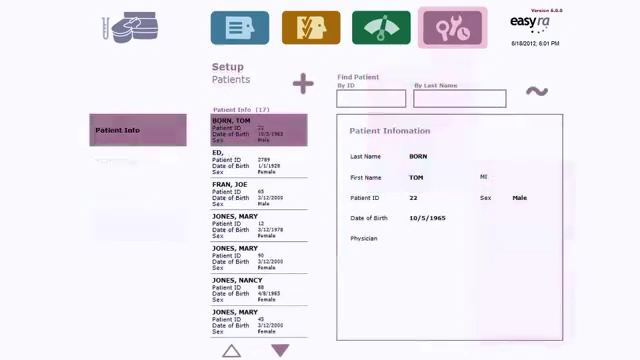 Version 6.0.0
easy ra
6/18/2012, 6:01 PM
Setup
Patients
Find Patient
By ID
By Last Name
Patient Info (17)
Patient Info
BORN, TOM
Patient ID 22
Date of Birth 10/5/1965
Sex Male
ED,
Patient ID 2789
Date of Birth 1/1/1928
Sex Female
FRAN, JOE
Patient ID 65
Date of Birth 3/12/2000
Sex Male
JONES, MARY
Patient ID 12
Date of Birth 3/12/1978
Sex Female
JONES, MARY
Patient ID 90
Date of Birth 3/12/2000
Sex Female
JONES, NANCY
Patient ID 88
Date of Birth 4/8/1965
Sex Female
JONES, MARY
Patient ID 45
Date of Birth 3/12/2000
Sex Female
Patient Infomation
Last Name BORN
First Name TOM MI
Patient ID 22 Sex Male
Date of Birth 10/5/1965
Physician